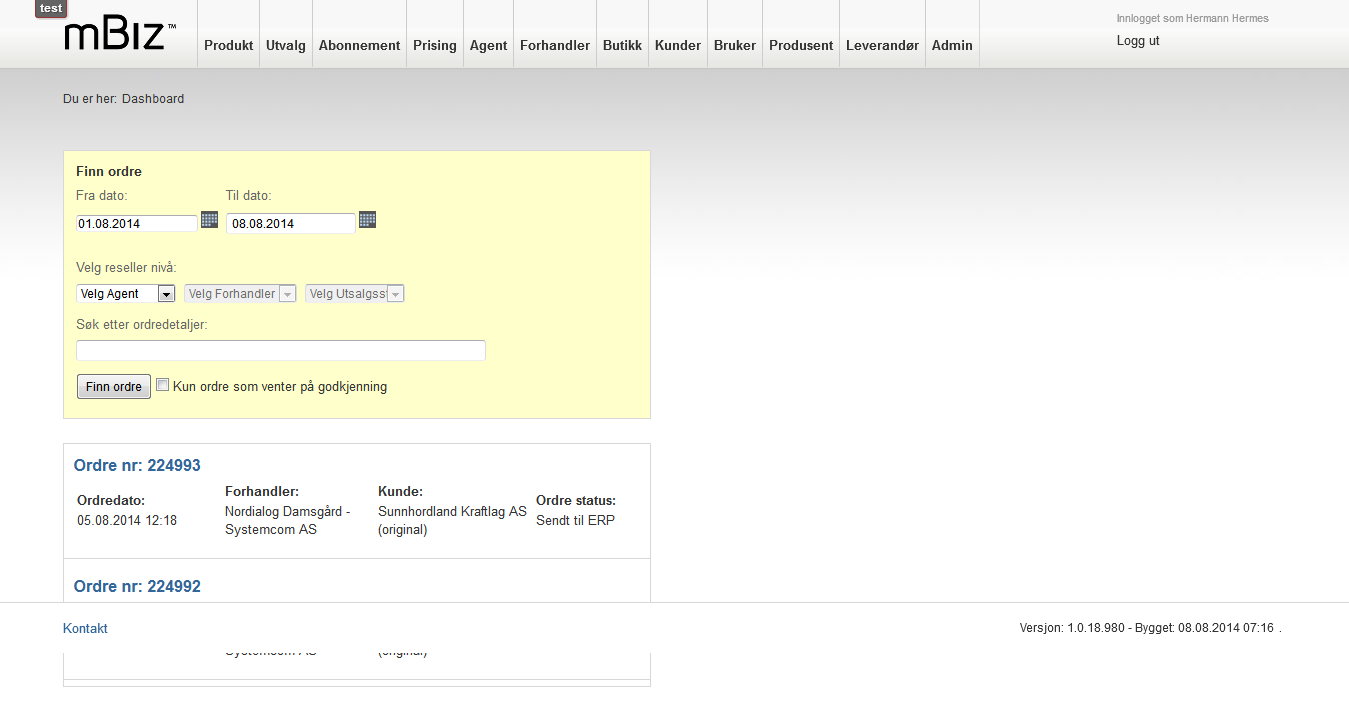 test
mBiz™
Produkt Utvalg Abonnement Prising Agent Forhandler Butikk Kunder Bruker Produsent Leverandør Admin
Innlogget som Hermann Hermes
Logg ut
Du er her: Dashboard
Finn ordre
Fra dato: Til dato:
01.08.2014 08.08.2014
Velg reseller nivå:
Velg Agent Velg Forhandler Velg Utsalgss
Søk etter ordredetaljer:
Finn ordre Kun ordre som venter på godkjenning
Ordre nr: 224993
Ordredato: Forhandler: Kunde: Ordre status:
05.08.2014 12:18 Nordialog Damsgård - Sunnhordland Kraftlag AS Sendt til ERP
Systemcom AS (original)
Ordre nr: 224992
Kontakt Versjon: 1.0.18.980 - Bygget: 08.08.2014 07:16 .
Systemcom AS (original)